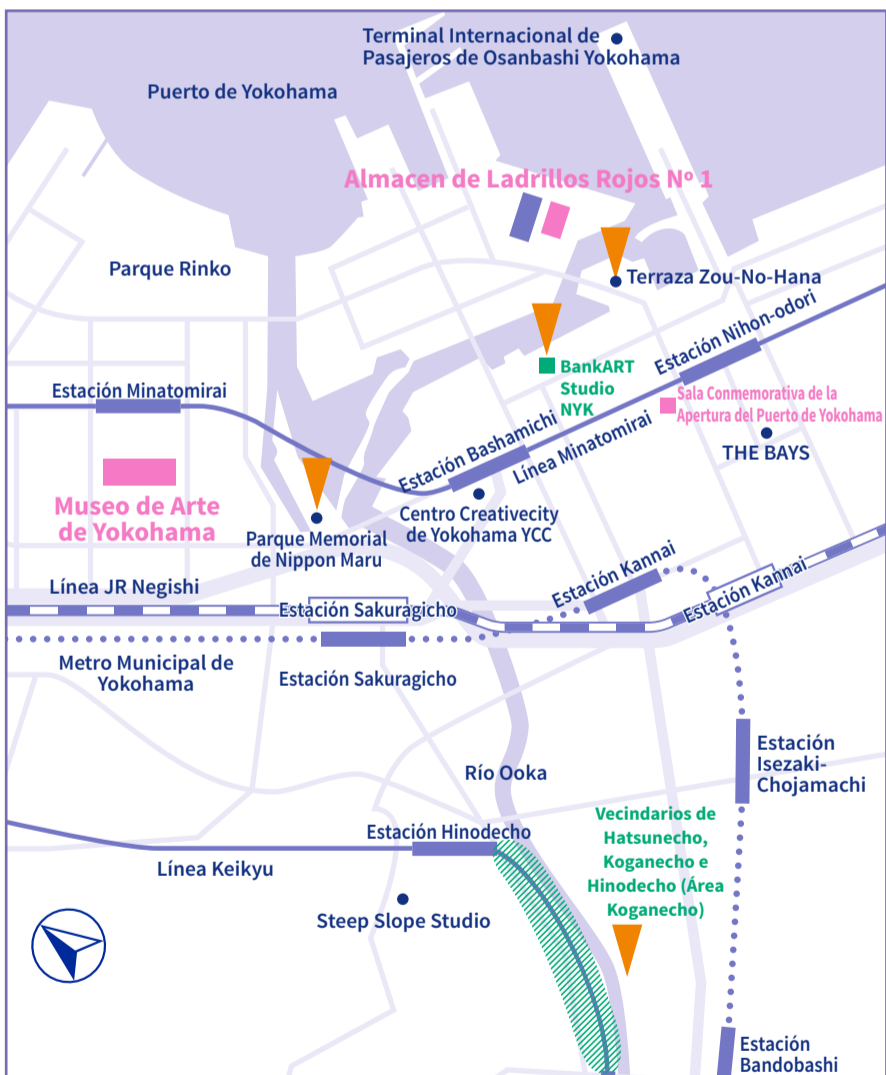 Terminal Internacional de
Pasajeros de Osanbashi Yokohama
Puerto de Yokohama
Almacen de Ladrillos Rojos Nº 1
Parque Rinko
Terraza Zou-No-Hana
Estación Nihon-odori
BankART
Studio
NYK
Estación Minatomirai
Sala Conmemorativa de la
Apertura del Puerto de Yokohama
Estación Bashamichi
Línea Minatomirai
THE BAYS
Museo de Arte
de Yokohama
Centro Creativecity
de Yokohama YCC
Parque Memorial
de Nippon Maru
Estación Kannai
Estación Kannai
Línea JR Negishi
Estación Sakuragicho
Metro Municipal de
Yokohama
Estación Sakuragicho
Estación
Isezaki-
Chojamachi
Río Ooka
Vecindarios de
Hatsunecho,
Koganecho e
Hinodecho (Área
Koganecho)
Estación Hinodecho
Línea Keikyu
Steep Slope Studio
Estación
Bandobashi